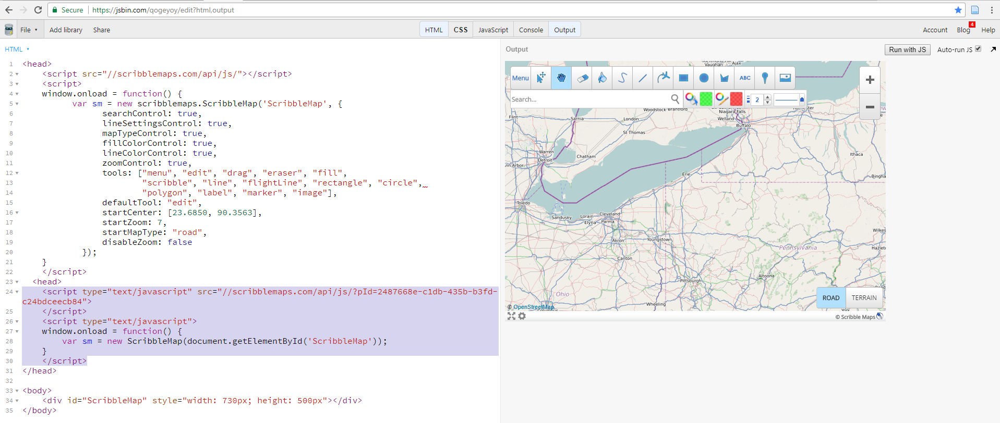 Secure | https://jsbin.com/qogeyoy/edit?html,output
File ▾ Add library Share HTML CSS JavaScript Console Output Account Blog 4 Help
HTML ▾
1 <head>
2 <script src="//scribblemaps.com/api/js/"></script>
3 <script>
4 window.onload = function() {
5 var sm = new scribblemaps.ScribbleMap('ScribbleMap', {
6 searchControl: true,
7 lineSettingsControl: true,
8 mapTypeControl: true,
9 fillColorControl: true,
10 lineColorControl: true,
11 zoomControl: true,
12 tools: ["menu", "edit", "drag", "eraser", "fill",
13 "scribble", "line", "flightLine", "rectangle", "circle",
14 "polygon", "label", "marker", "image"],
15 defaultTool: "edit",
16 startCenter: [23.6850, 90.3563],
17 startZoom: 7,
18 startMapType: "road",
19 disableZoom: false
20 });
21 }
22 </script>
23 <head>
24 <script type="text/javascript" src="//scribblemaps.com/api/js/?pId=2487668e-c1db-435b-b3fd-
c24bdceecb84">
25 </script>
26 <script type="text/javascript">
27 window.onload = function() {
28 var sm = new ScribbleMap(document.getElementById('ScribbleMap'));
29 }
30 </script>
31 </head>
32
33 <body>
34 <div id="ScribbleMap" style="width: 730px; height: 500px"></div>
35 </body>
Output
Run with JS Auto-run JS
Vaughan Ajax
Menu ABC +
Search... 2 −
Woodstock Brantford Niagara Falls Rochester
Flint Sarnia London Welland
Buffalo
St Thomas
Warren
Chatham Ithaca
Detroit
nn Arbor
Erie
Bingha
Toledo
Sandusky Lorain Cleveland
Elyria Parma
Wilkes
Akron Youngstown
Pennsylvania Hazlet
Canton
Altoona
Pittsburgh
Ohio ROAD TERRAIN
Wheeling
© OpenStreetMap
Columbus York
© Scribble Maps